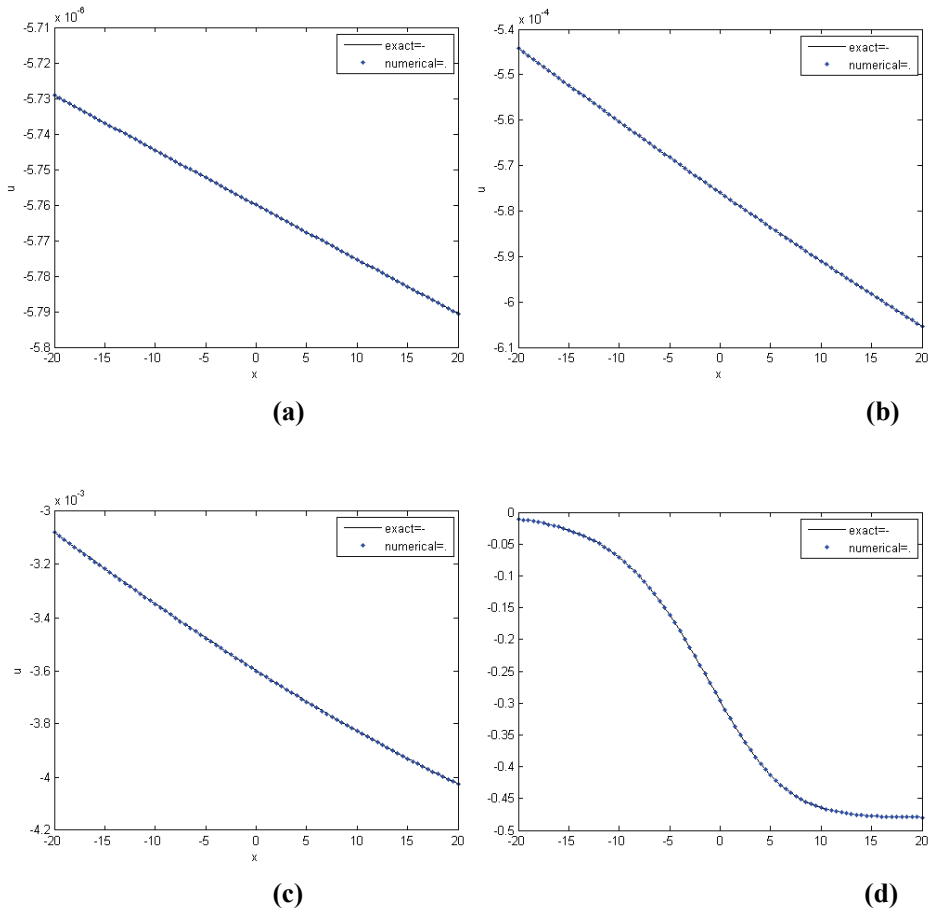 x 10⁻⁶
-5.71
-5.72
-5.73
-5.74
-5.75
-5.76
-5.77
-5.78
-5.79
-5.8
u
exact=-
numerical=.
-20 -15 -10 -5 0 5 10 15 20
x
(a)
x 10⁻⁴
-5.4
-5.5
-5.6
-5.7
-5.8
-5.9
-6
-6.1
u
exact=-
numerical=.
-20 -15 -10 -5 0 5 10 15 20
x
(b)
x 10⁻³
-3
-3.2
-3.4
-3.6
-3.8
-4
-4.2
u
exact=-
numerical=.
-20 -15 -10 -5 0 5 10 15 20
x
(c)
0
-0.05
-0.1
-0.15
-0.2
-0.25
-0.3
-0.35
-0.4
-0.45
-0.5
exact=-
numerical=.
-20 -15 -10 -5 0 5 10 15 20
(d)